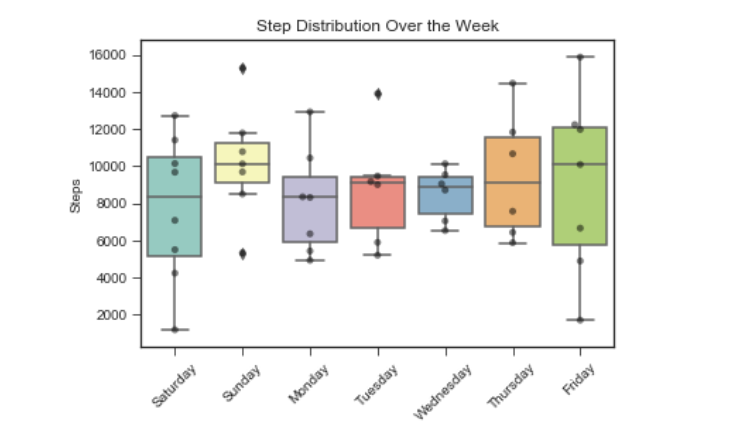 Step Distribution Over the Week
16000
14000
12000
10000
8000
6000
4000
2000
Steps
Saturday
Sunday
Monday
Tuesday
Wednesday
Thursday
Friday